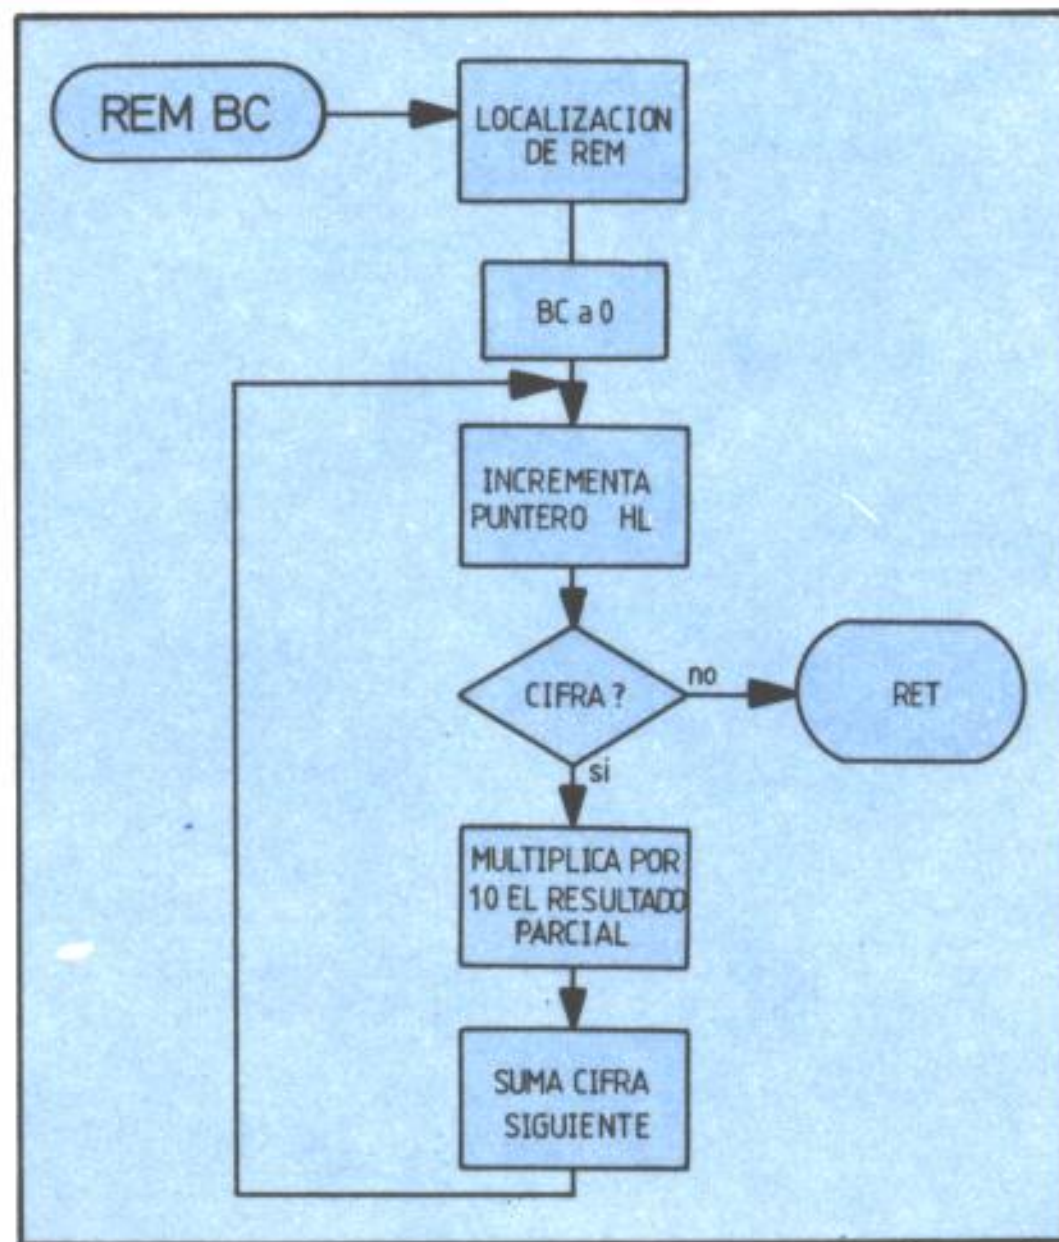 REM BC
LOCALIZACION
DE REM
BC a 0
INCREMENTA
PUNTERO HL
CIFRA?
no
RET
si
MULTIPLICA POR
10 EL RESULTADO
PARCIAL
SUMA CIFRA
SIGUIENTE